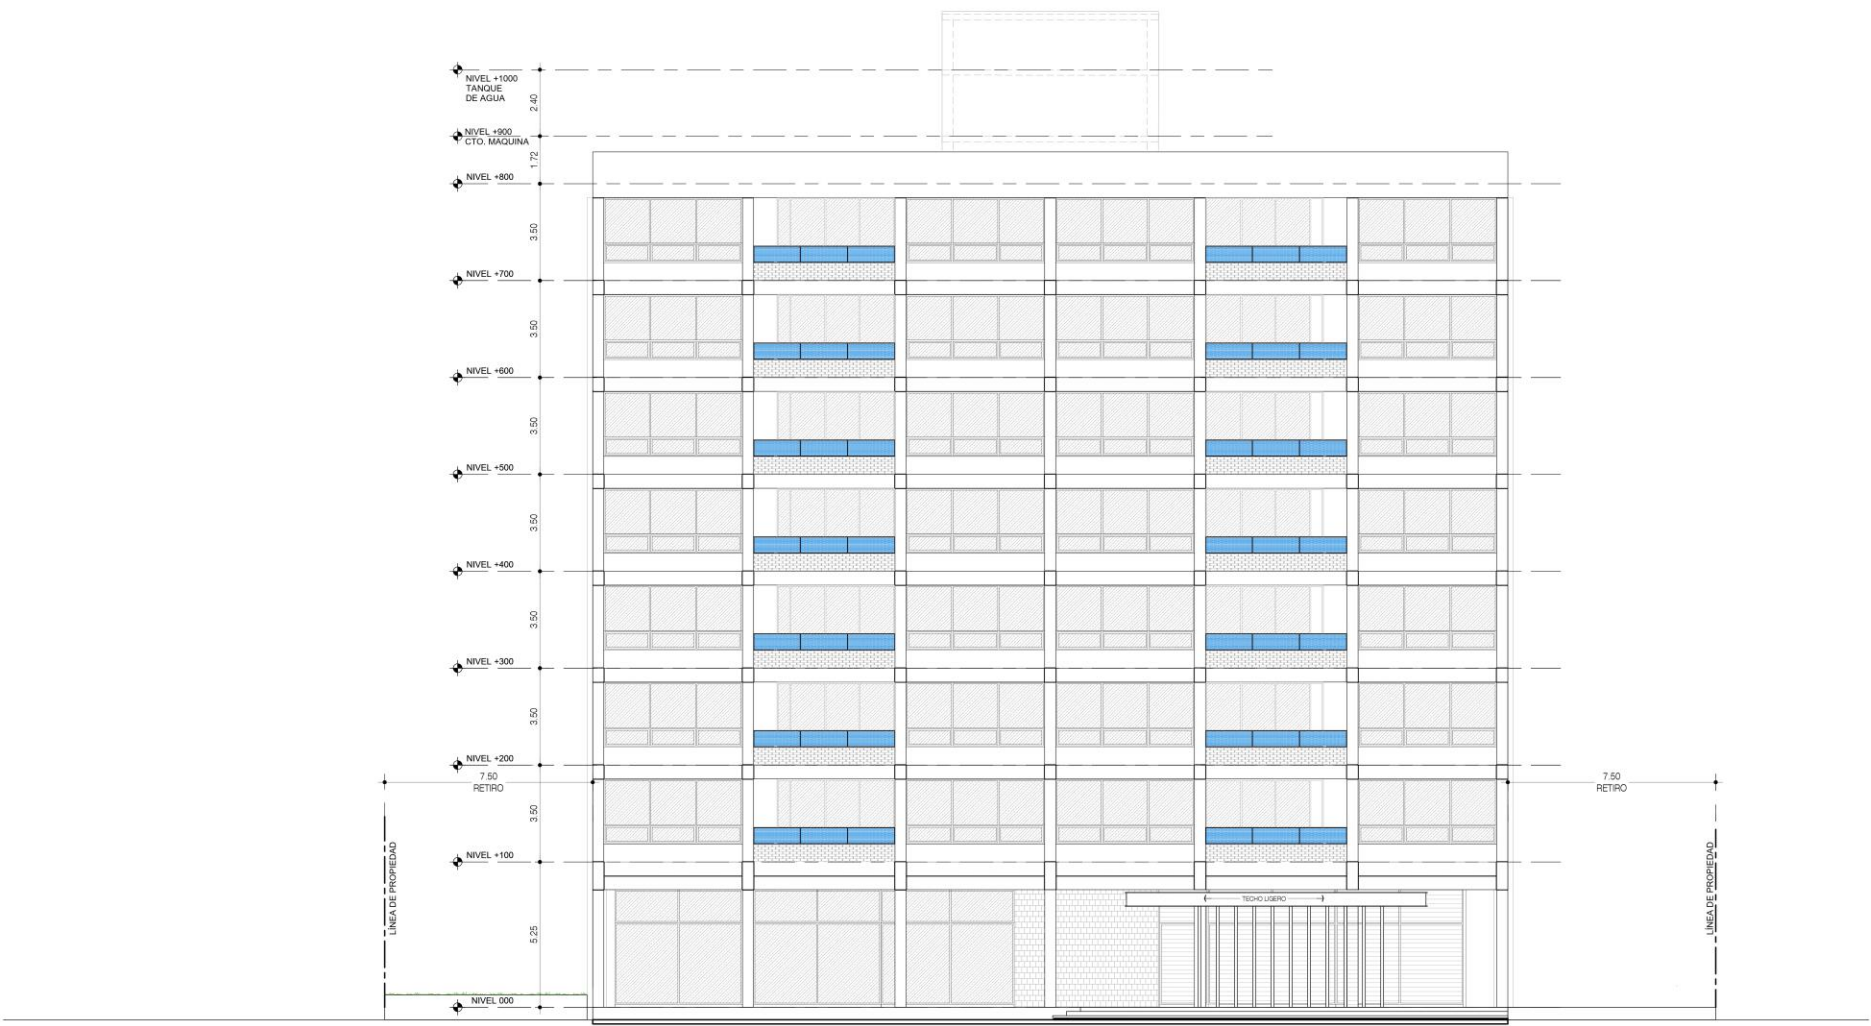 NIVEL +1000
TANQUE
DE AGUA
2.40
NIVEL +900
CTO. MAQUINA
1.72
NIVEL +800
3.50
NIVEL +700
3.50
NIVEL +600
3.50
NIVEL +500
3.50
NIVEL +400
3.50
NIVEL +300
3.50
NIVEL +200
7.50
RETIRO
7.50
RETIRO
3.50
NIVEL +100
LÍNEA DE PROPIEDAD
LÍNEA DE PROPIEDAD
TECHO LIGERO
5.25
NIVEL 000